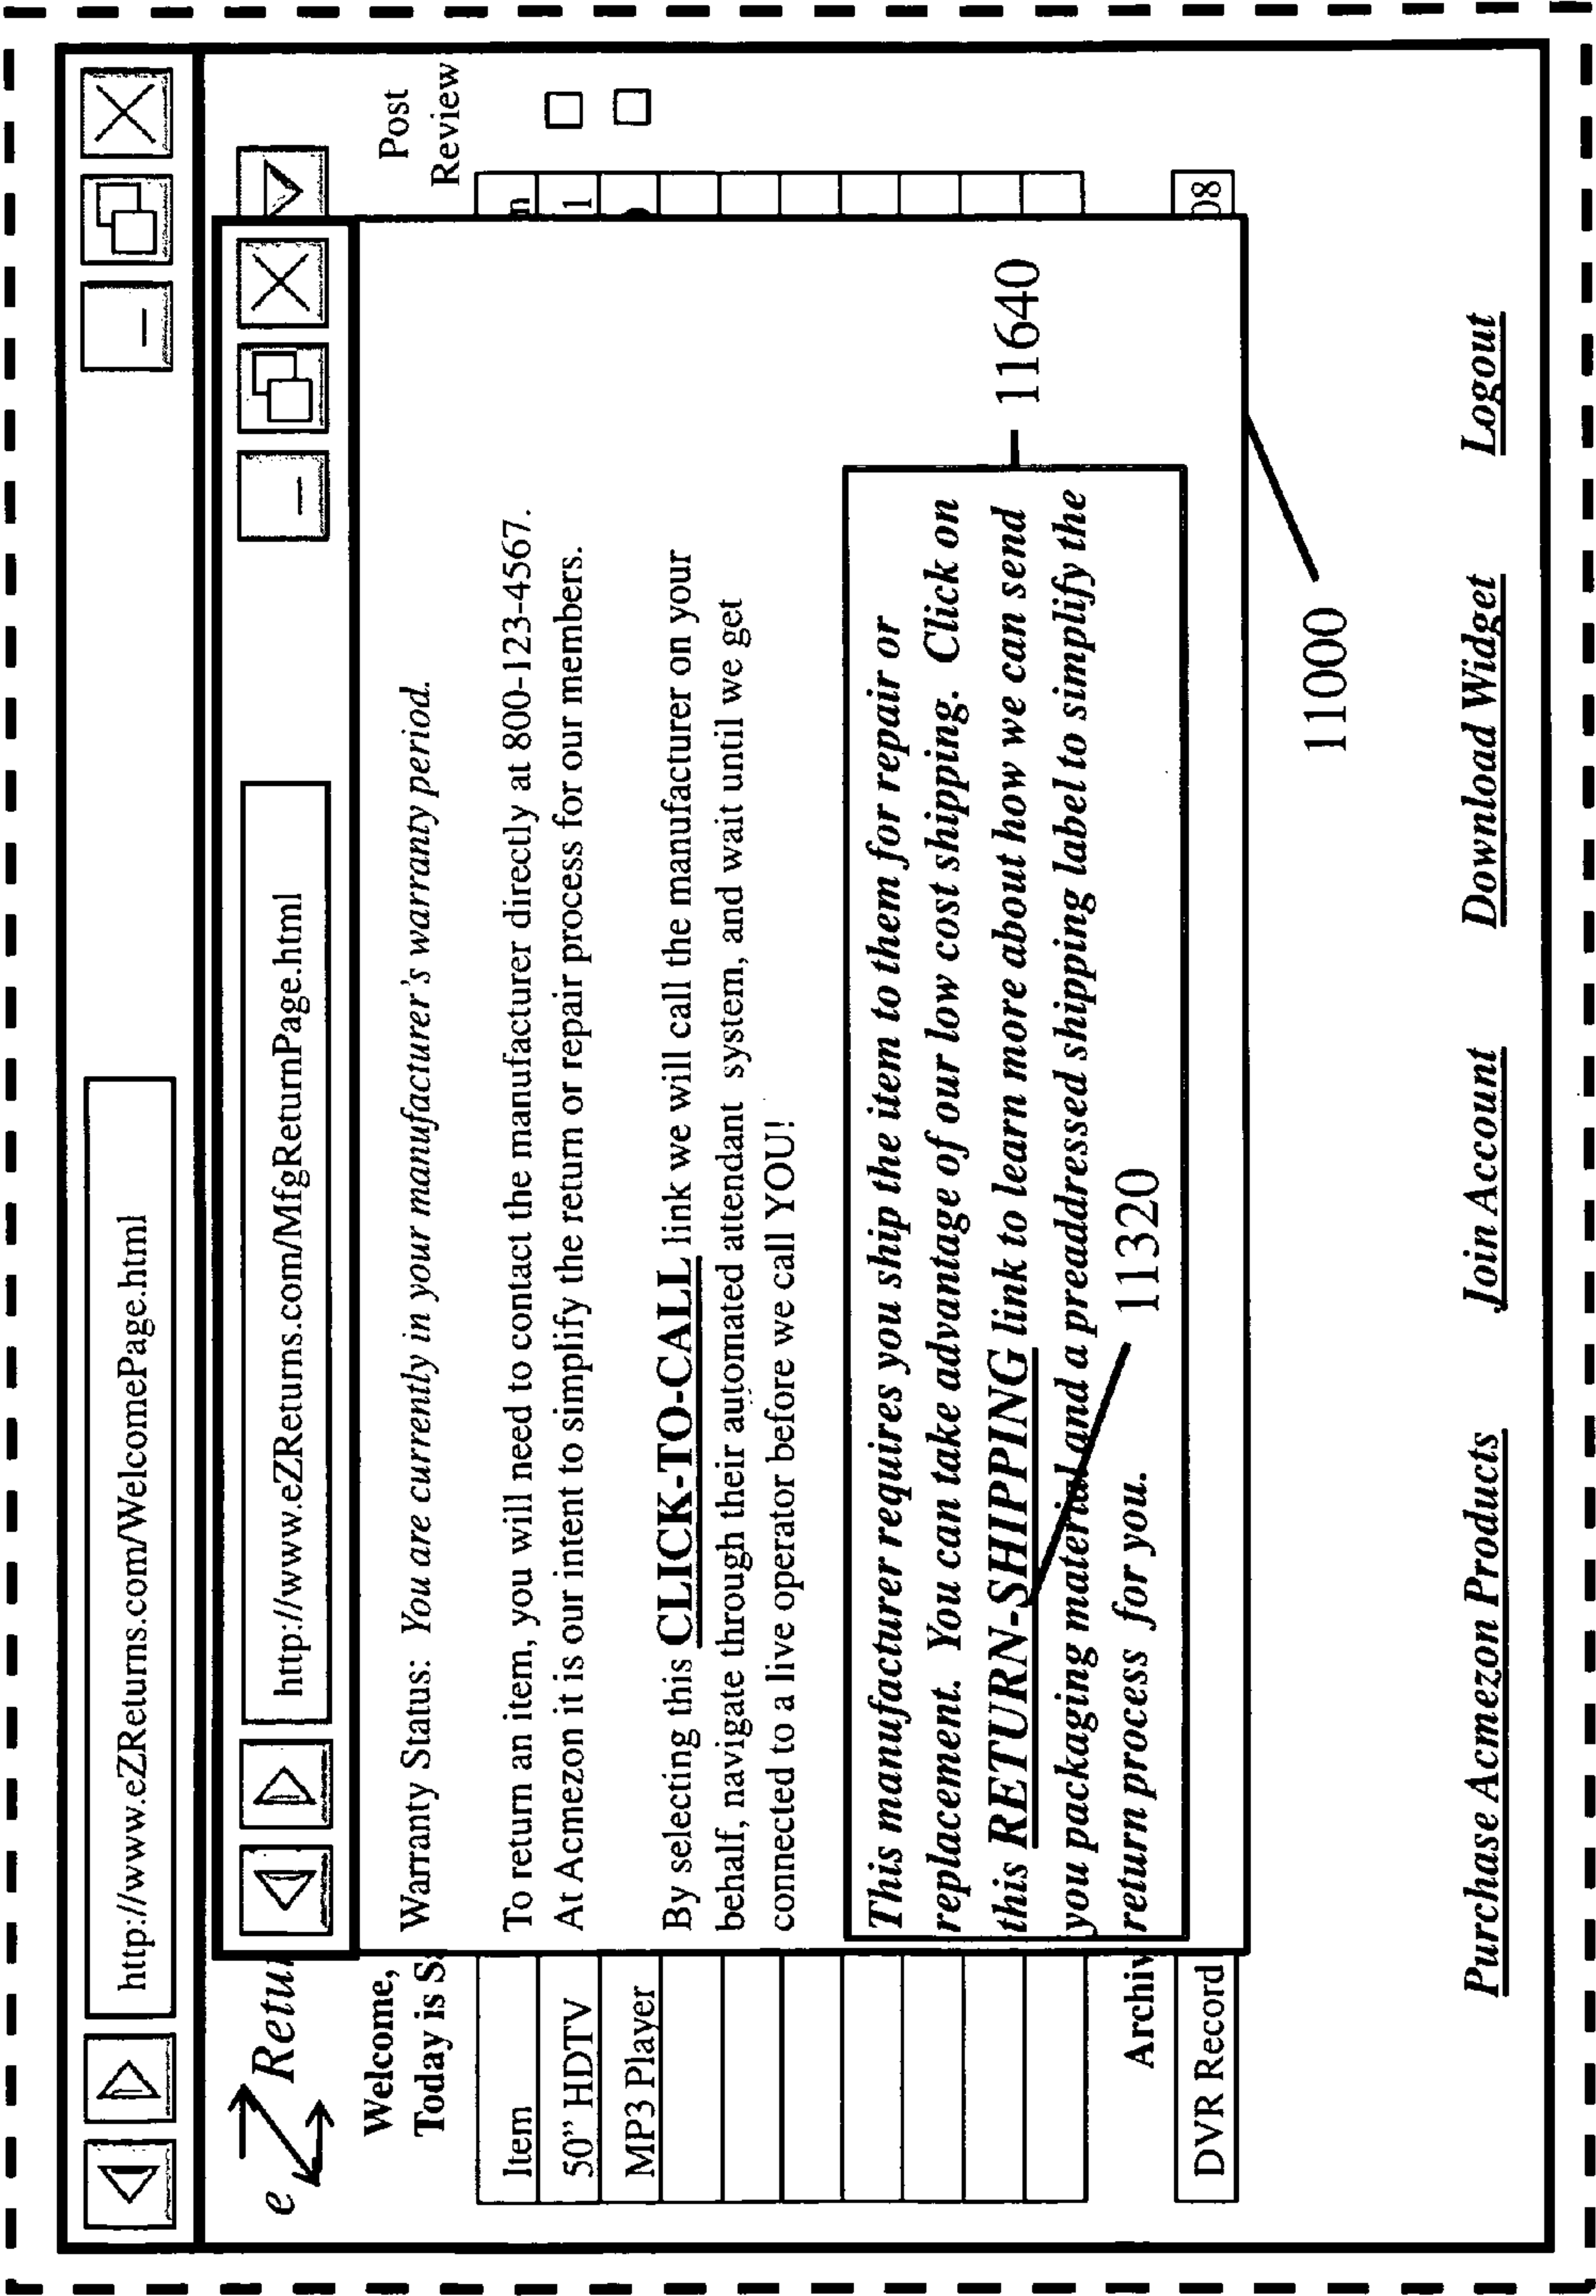 http://www.eZReturns.com/WelcomePage.html
e Z Retu
http://www.eZReturns.com/MfgReturnPage.html
Welcome,
Today is S
Post
Review
Warranty Status: You are currently in your manufacturer's warranty period.
To return an item, you will need to contact the manufacturer directly at 800-123-4567.
At Acmezon it is our intent to simplify the return or repair process for our members.
By selecting this CLICK-TO-CALL link we will call the manufacturer on your
behalf, navigate through their automated attendant system, and wait until we get
connected to a live operator before we call YOU!
This manufacturer requires you ship the item to them for repair or
replacement. You can take advantage of our low cost shipping. Click on
this RETURN-SHIPPING link to learn more about how we can send
you packaging material and a preaddressed shipping label to simplify the
return process for you.
11640
11320
11000
Item
n
50” HDTV
1
MP3 Player
Archiv
DVR Record
08
Purchase Acmezon Products
Join Account
Download Widget
Logout